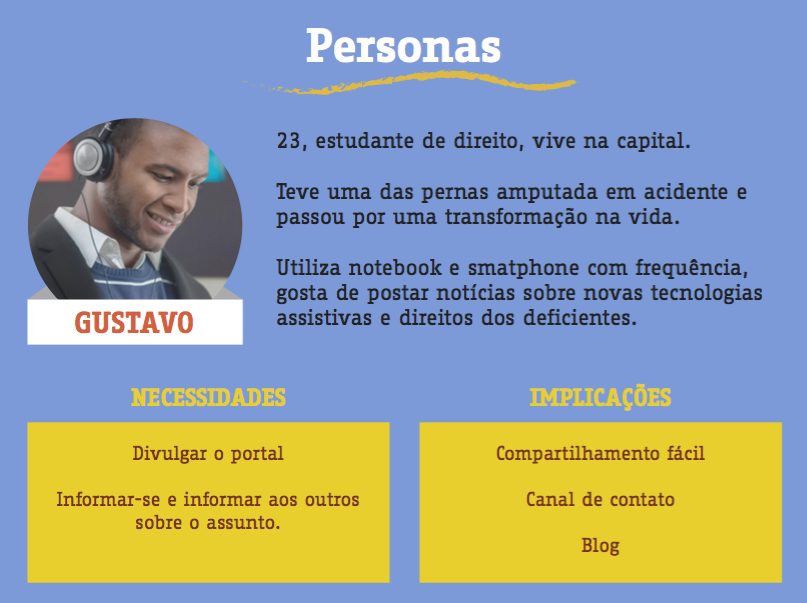 Personas
23, estudante de direito, vive na capital.
Teve uma das pernas amputada em acidente e
passou por uma transformação na vida.
Utiliza notebook e smatphone com frequência,
gosta de postar notícias sobre novas tecnologias
assistivas e direitos dos deficientes.
GUSTAVO
NECESSIDADES
Divulgar o portal
Informar-se e informar aos outros
sobre o assunto.
IMPLICAÇÕES
Compartilhamento fácil
Canal de contato
Blog